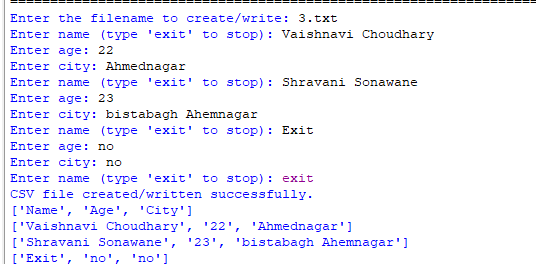 Enter the filename to create/write: 3.txt
Enter name (type 'exit' to stop): Vaishnavi Choudhary
Enter age: 22
Enter city: Ahmednagar
Enter name (type 'exit' to stop): Shravani Sonawane
Enter age: 23
Enter city: bistabagh Ahemnagar
Enter name (type 'exit' to stop): Exit
Enter age: no
Enter city: no
Enter name (type 'exit' to stop): exit
CSV file created/written successfully.
['Name', 'Age', 'City']
['Vaishnavi Choudhary', '22', 'Ahmednagar']
['Shravani Sonawane', '23', 'bistabagh Ahemnagar']
['Exit', 'no', 'no']